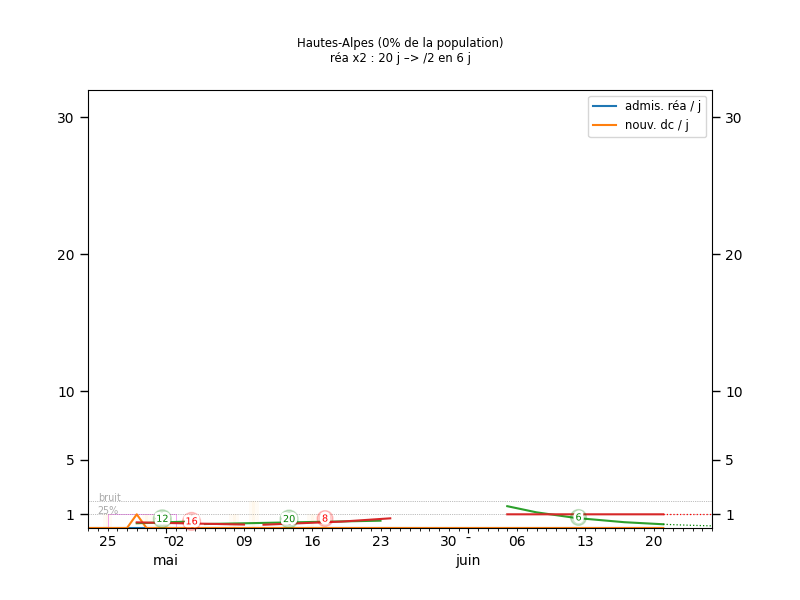 Hautes-Alpes (0% de la population)
réa x2 : 20 j –> /2 en 6 j
admis. réa / j
nouv. dc / j
30 30
20 20
10 10
5 5
bruit
25%
1 1
12 16 20 8 6
25 02 09 16 23 30 06 13 20
mai juin